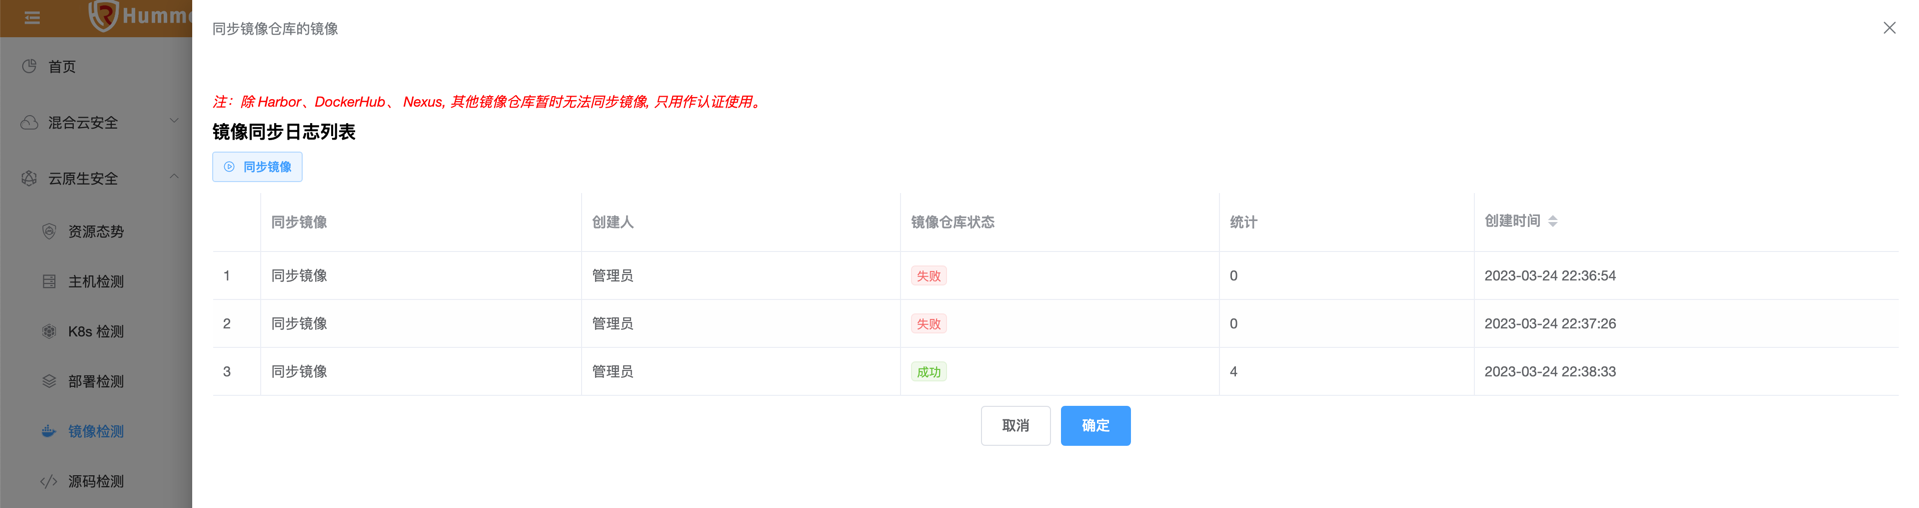 Humme
同步镜像仓库的镜像
首页
混合云安全
云原生安全
资源态势
主机检测
K8s 检测
部署检测
镜像检测
源码检测
注：除 Harbor、DockerHub、 Nexus, 其他镜像仓库暂时无法同步镜像, 只用作认证使用。
镜像同步日志列表
同步镜像
同步镜像 创建人 镜像仓库状态 统计 创建时间
1 同步镜像 管理员 失败 0 2023-03-24 22:36:54
2 同步镜像 管理员 失败 0 2023-03-24 22:37:26
3 同步镜像 管理员 成功 4 2023-03-24 22:38:33
取消 确定